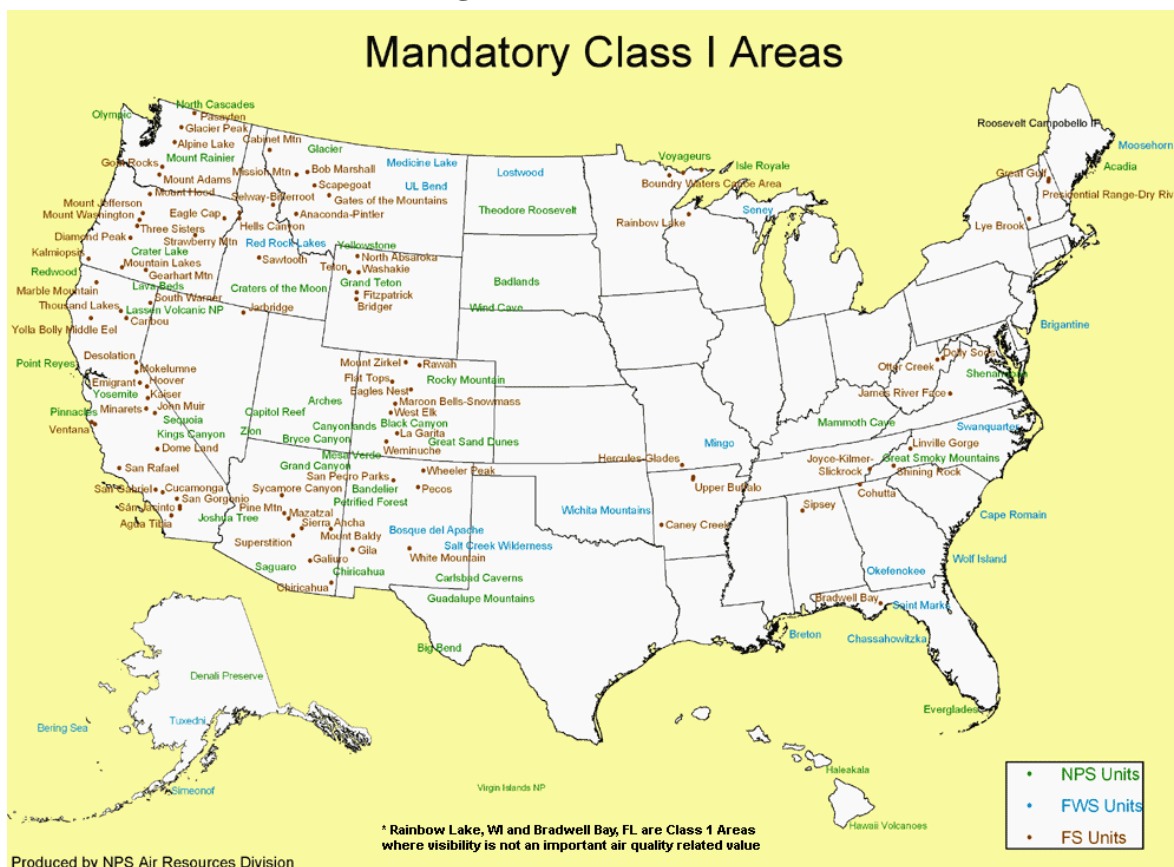 Mandatory Class I Areas
North Cascades
Pasayten
Olympic
Glacier Peak
Alpine Lake
Goat Rocks
Mount Rainier
Mount Adams
Mount Hood
Cabinet Mtn
Glacier
Mission Mtn
Bob Marshall
Scapegoat
Selway-Bitterroot
Gates of the Mountains
Anaconda-Pintler
Medicine Lake
UL Bend
Lostwood
Theodore Roosevelt
Voyageurs
Isle Royale
Boundry Waters Canoe Area
Rainbow Lake
Seney
Roosevelt Campobello IP
Moosehorn
Acadia
Great Gulf
Presidential Range-Dry Riv
Lye Brook
Mount Jefferson
Mount Washington
Eagle Cap
Hells Canyon
Three Sisters
Strawberry Mtn
Diamond Peak
Crater Lake
Kalmiopsis
Mountain Lakes
Gearhart Mtn
Redwood
Lava Beds
Marble Mountain
South Warner
Thousand Lakes
Lassen Volcanic NP
Caribou
Yolla Bolly Middle Eel
Jarbridge
Red Rock Lakes
Sawtooth
Craters of the Moon
Yellowstone
North Absaroka
Teton
Washakie
Grand Teton
Fitzpatrick
Bridger
Badlands
Wind Cave
Desolation
Mokelumne
Point Reyes
Emigrant
Hoover
Yosemite
Kaiser
Pinnacles
Minarets
John Muir
Ventana
Sequoia
Kings Canyon
Dome Land
San Rafael
San Gabriel
Cucamonga
San Gorgonio
San Jacinto
Agua Tibia
Joshua Tree
Mount Zirkel
Rawah
Flat Tops
Rocky Mountain
Eagles Nest
Arches
Maroon Bells-Snowmass
Capitol Reef
West Elk
Canyonlands
Black Canyon
Zion
Bryce Canyon
La Garita
Great Sand Dunes
Weminuche
Mesa Verde
Grand Canyon
Wheeler Peak
San Pedro Parks
Sycamore Canyon
Bandelier
Pecos
Petrified Forest
Pine Mtn
Mazatzal
Sierra Ancha
Bosque del Apache
Mount Baldy
Superstition
Salt Creek Wilderness
Gila
White Mountain
Galiuro
Saguaro
Chiricahua
Chiricahua
Carlsbad Caverns
Guadalupe Mountains
Big Bend
Wichita Mountains
Hercules-Glades
Mingo
Upper Buffalo
Caney Creek
Brigantine
Dolly Sods
Otter Creek
Shenandoah
James River Face
Mammoth Cave
Swanquarter
Linville Gorge
Joyce-Kilmer-
Slickrock
Great Smoky Mountains
Shining Rock
Cohutta
Sipsey
Cape Romain
Wolf Island
Okefenokee
Bradwell Bay
Saint Marks
Breton
Chassahowitzka
Everglades
Denali Preserve
Bering Sea
Tuxedni
Simeonof
Virgin Islands NP
Haleakala
Hawaii Volcanoes
NPS Units
FWS Units
FS Units
* Rainbow Lake, WI and Bradwell Bay, FL are Class 1 Areas
where visibility is not an important air quality related value
Produced by NPS Air Resources Division